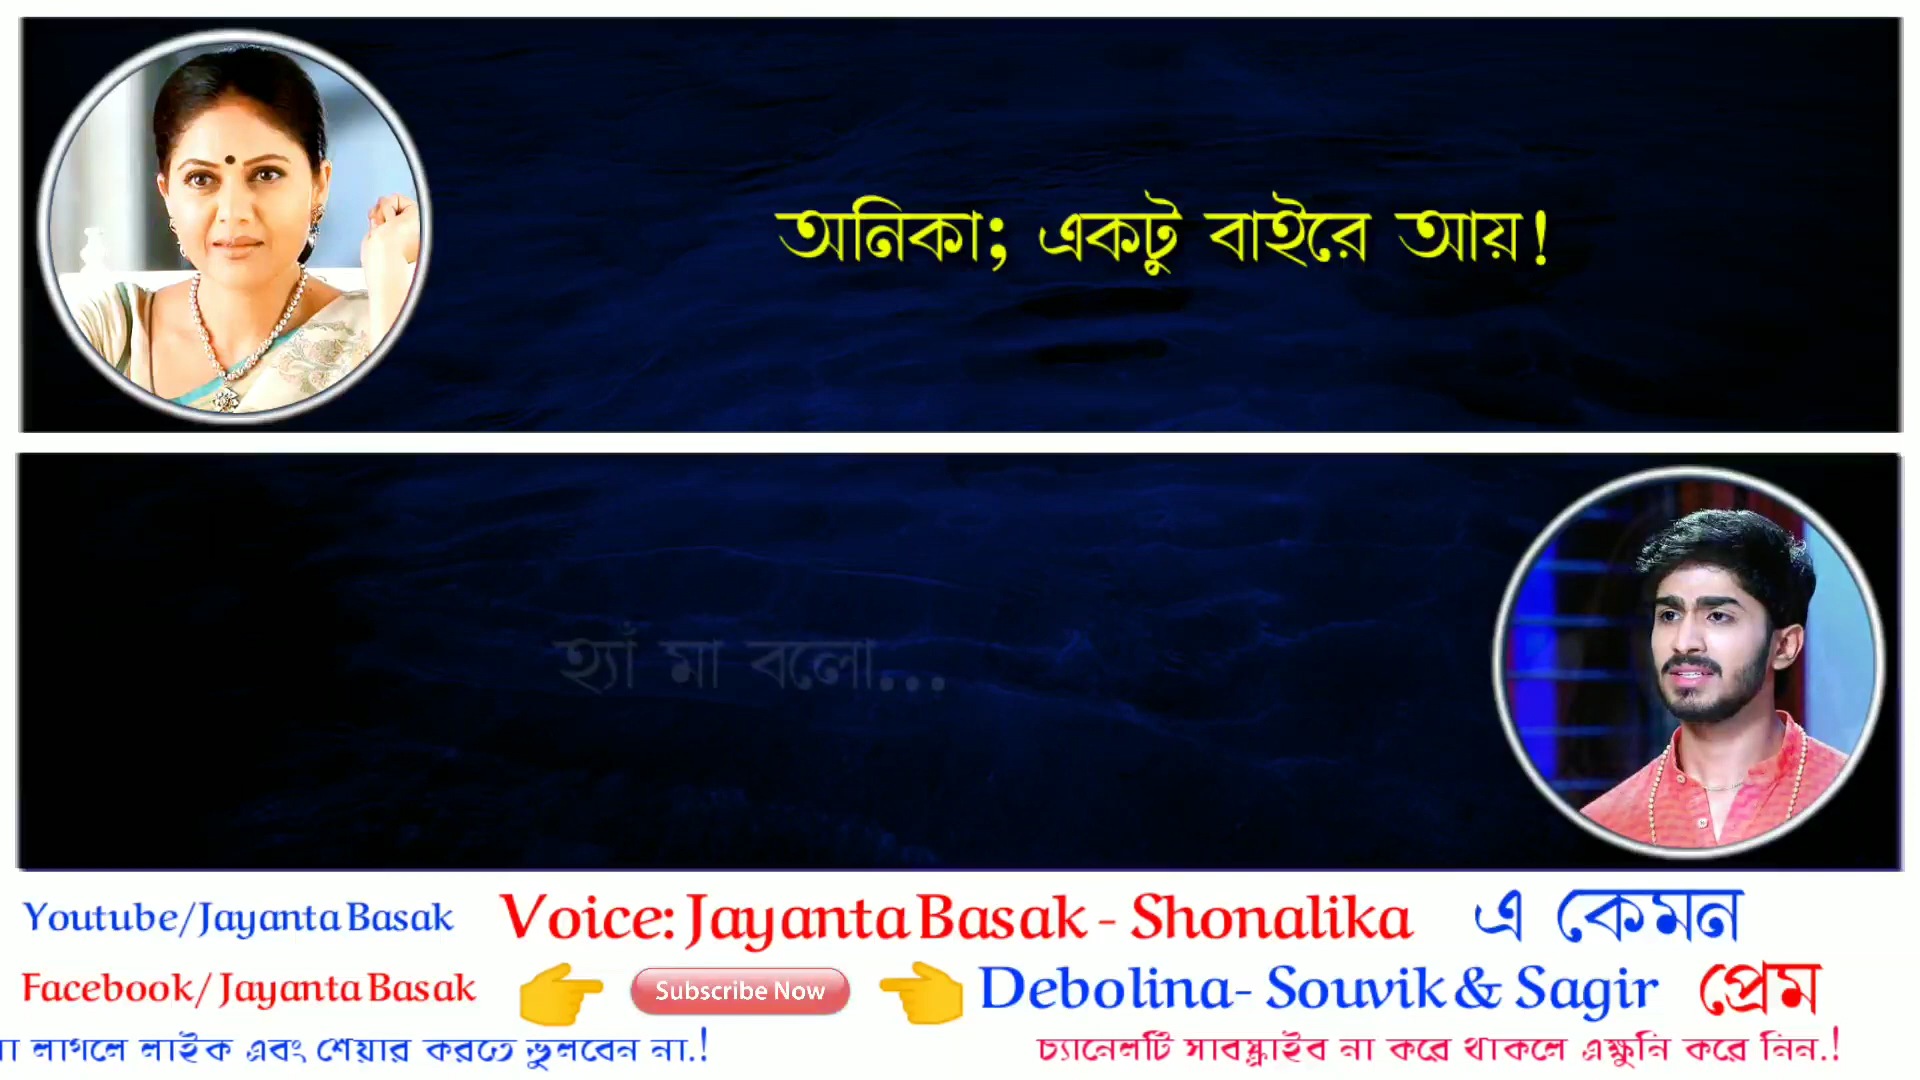 অনিকা; একটু বাইরে আয়!
হ্যাঁ মা বলো...
Youtube/Jayanta Basak
Voice: Jayanta Basak - Shonalika
এ কেমন
Facebook/ Jayanta Basak
Subscribe Now
Debolina- Souvik & Sagir
প্রেম
লাগলে লাইক এবং শেয়ার করতে ভুলবেন না.!
চ্যানেলটি সাবস্ক্রাইব না করে থাকলে এক্ষুনি করে নিন.!